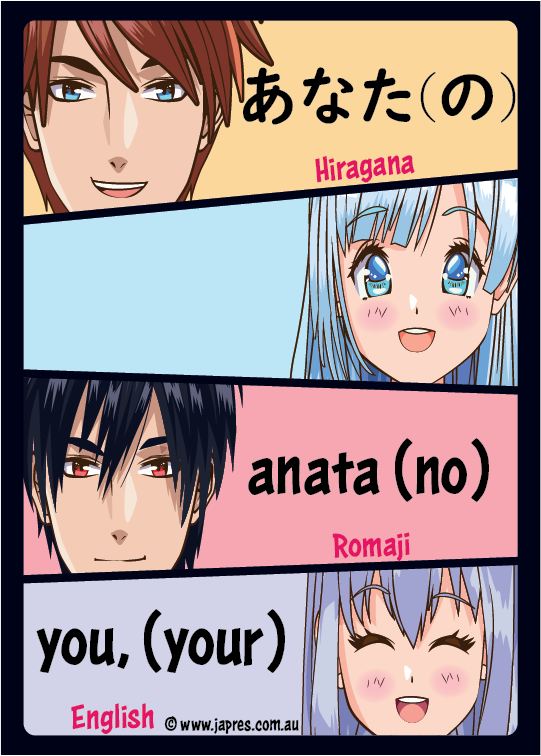 あなた(の)
Hiragana
anata (no)
Romaji
you, (your)
English © www.japres.com.au